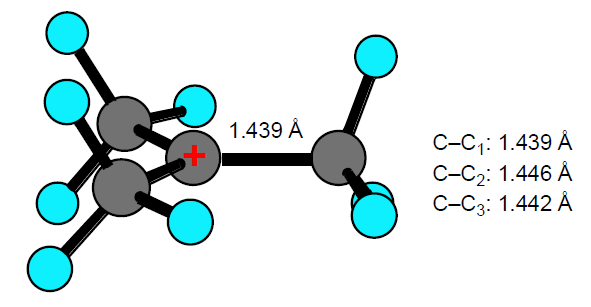 1.439 Å
+
C–C₁: 1.439 Å
C–C₂: 1.446 Å
C–C₃: 1.442 Å